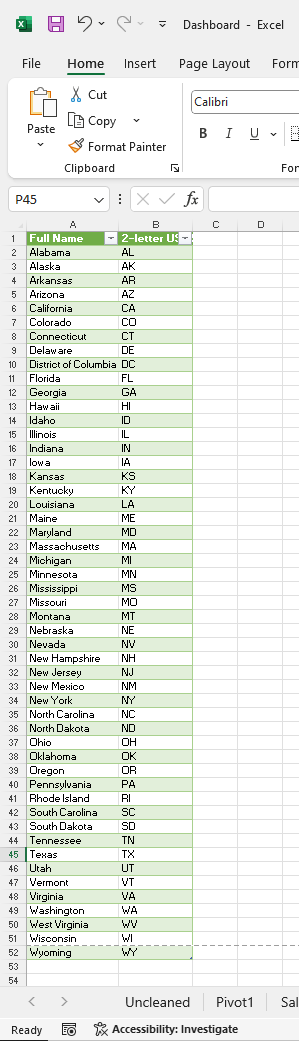 Dashboard - Excel
File Home Insert Page Layout Form
Cut
Copy
Paste
Format Painter
Clipboard
Calibri
B I U
Fon
P45 fx
A B C D
1 Full Name 2-letter US
2 Alabama AL
3 Alaska AK
4 Arkansas AR
5 Arizona AZ
6 California CA
7 Colorado CO
8 Connecticut CT
9 Delaware DE
10 District of Columbia DC
11 Florida FL
12 Georgia GA
13 Hawaii HI
14 Idaho ID
15 Illinois IL
16 Indiana IN
17 Iowa IA
18 Kansas KS
19 Kentucky KY
20 Louisiana LA
21 Maine ME
22 Maryland MD
23 Massachusetts MA
24 Michigan MI
25 Minnesota MN
26 Mississippi MS
27 Missouri MO
28 Montana MT
29 Nebraska NE
30 Nevada NV
31 New Hampshire NH
32 New Jersey NJ
33 New Mexico NM
34 New York NY
35 North Carolina NC
36 North Dakota ND
37 Ohio OH
38 Oklahoma OK
39 Oregon OR
40 Pennsylvania PA
41 Rhode Island RI
42 South Carolina SC
43 South Dakota SD
44 Tennessee TN
45 Texas TX
46 Utah UT
47 Vermont VT
48 Virginia VA
49 Washington WA
50 West Virginia WV
51 Wisconsin WI
52 Wyoming WY
53
54
Uncleaned Pivot1 Sal
Ready Accessibility: Investigate